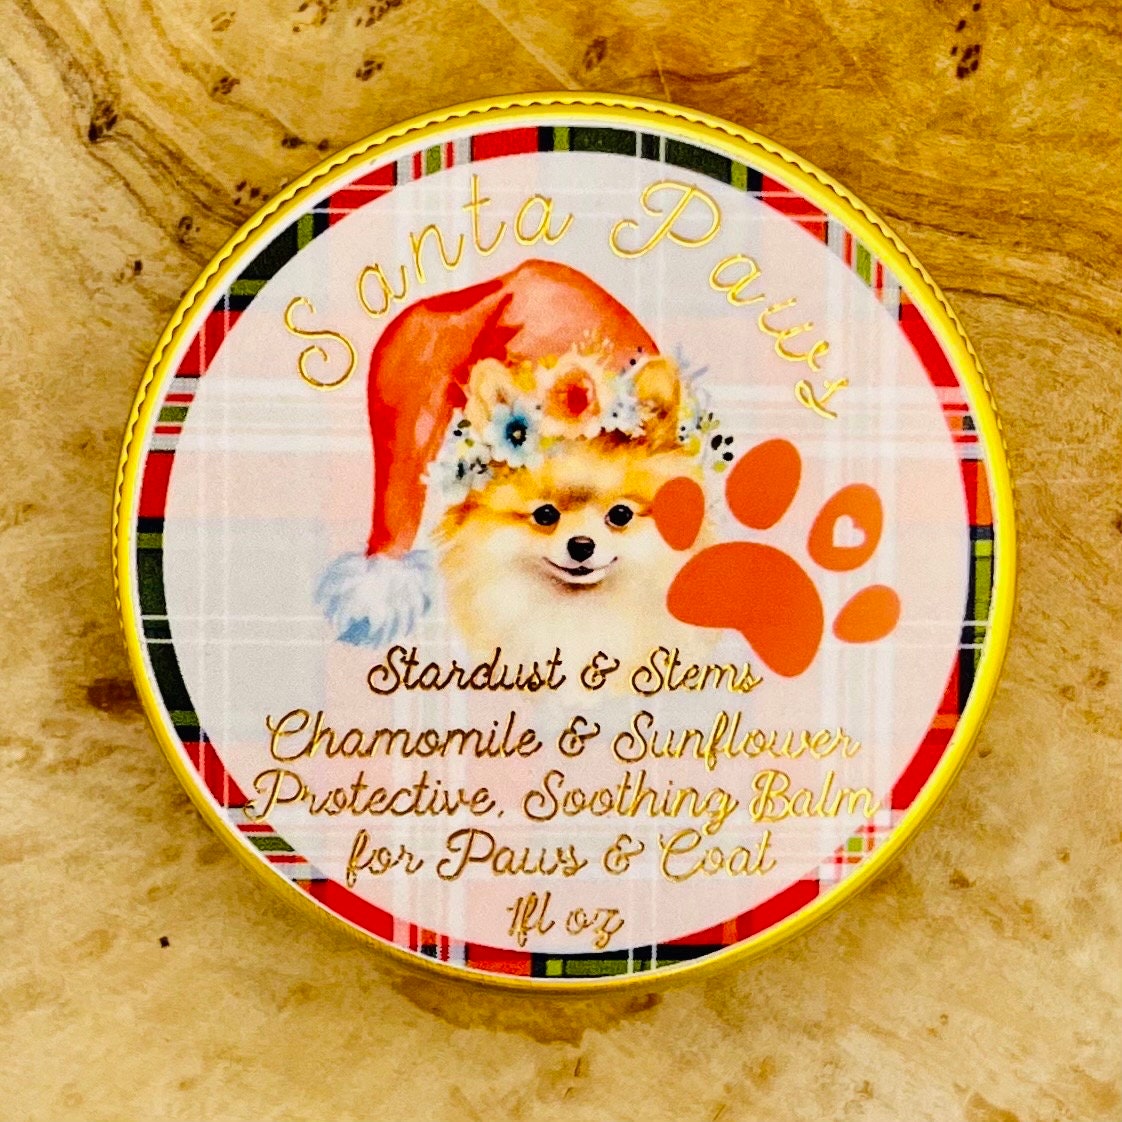 Santa Paws
Stardust & Stems
Chamomile & Sunflower
Protective, Soothing Balm
for Paws & Coat
1fl oz